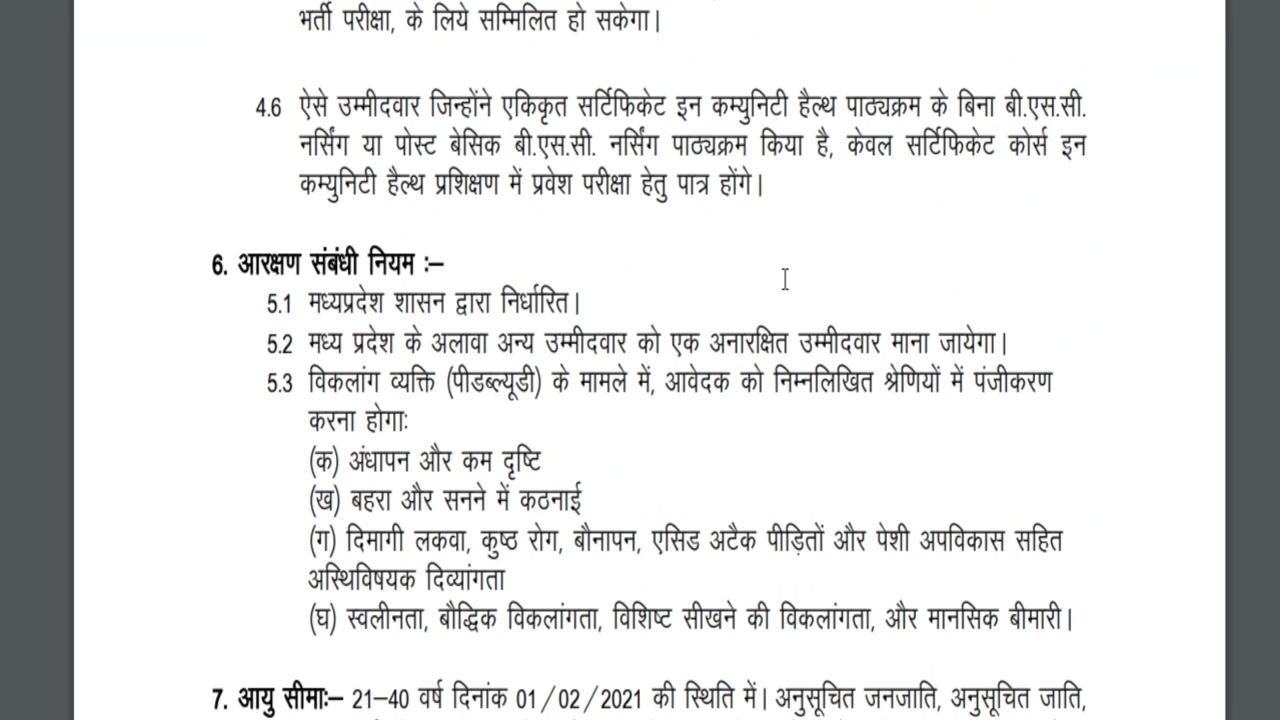 भर्ती परीक्षा, के लिये सम्मिलित हो सकेगा।
4.6 ऐसे उम्मीदवार जिन्होंने एकिकृत सर्टिफिकेट इन कम्युनिटी हैल्थ पाठ्यक्रम के बिना बी.एस.सी.
नर्सिंग या पोस्ट बेसिक बी.एस.सी. नर्सिंग पाठ्यक्रम किया है, केवल सर्टिफिकेट कोर्स इन
कम्युनिटी हैल्थ प्रशिक्षण में प्रवेश परीक्षा हेतु पात्र होंगे।
6. आरक्षण संबंधी नियम :–
5.1 मध्यप्रदेश शासन द्वारा निर्धारित।
5.2 मध्य प्रदेश के अलावा अन्य उम्मीदवार को एक अनारक्षित उम्मीदवार माना जायेगा।
5.3 विकलांग व्यक्ति (पीडब्ल्यूडी) के मामले में, आवेदक को निम्नलिखित श्रेणियों में पंजीकरण
करना होगाः
(क) अंधापन और कम दृष्टि
(ख) बहरा और सनने में कठनाई
(ग) दिमागी लकवा, कुष्ठ रोग, बौनापन, एसिड अटैक पीड़ितों और पेशी अपविकास सहित
अस्थिविषयक दिव्यांगता
(घ) स्वलीनता, बौद्धिक विकलांगता, विशिष्ट सीखने की विकलांगता, और मानसिक बीमारी।
7. आयु सीमाः– 21–40 वर्ष दिनांक 01/02/2021 की स्थिति में। अनुसूचित जनजाति, अनुसूचित जाति,